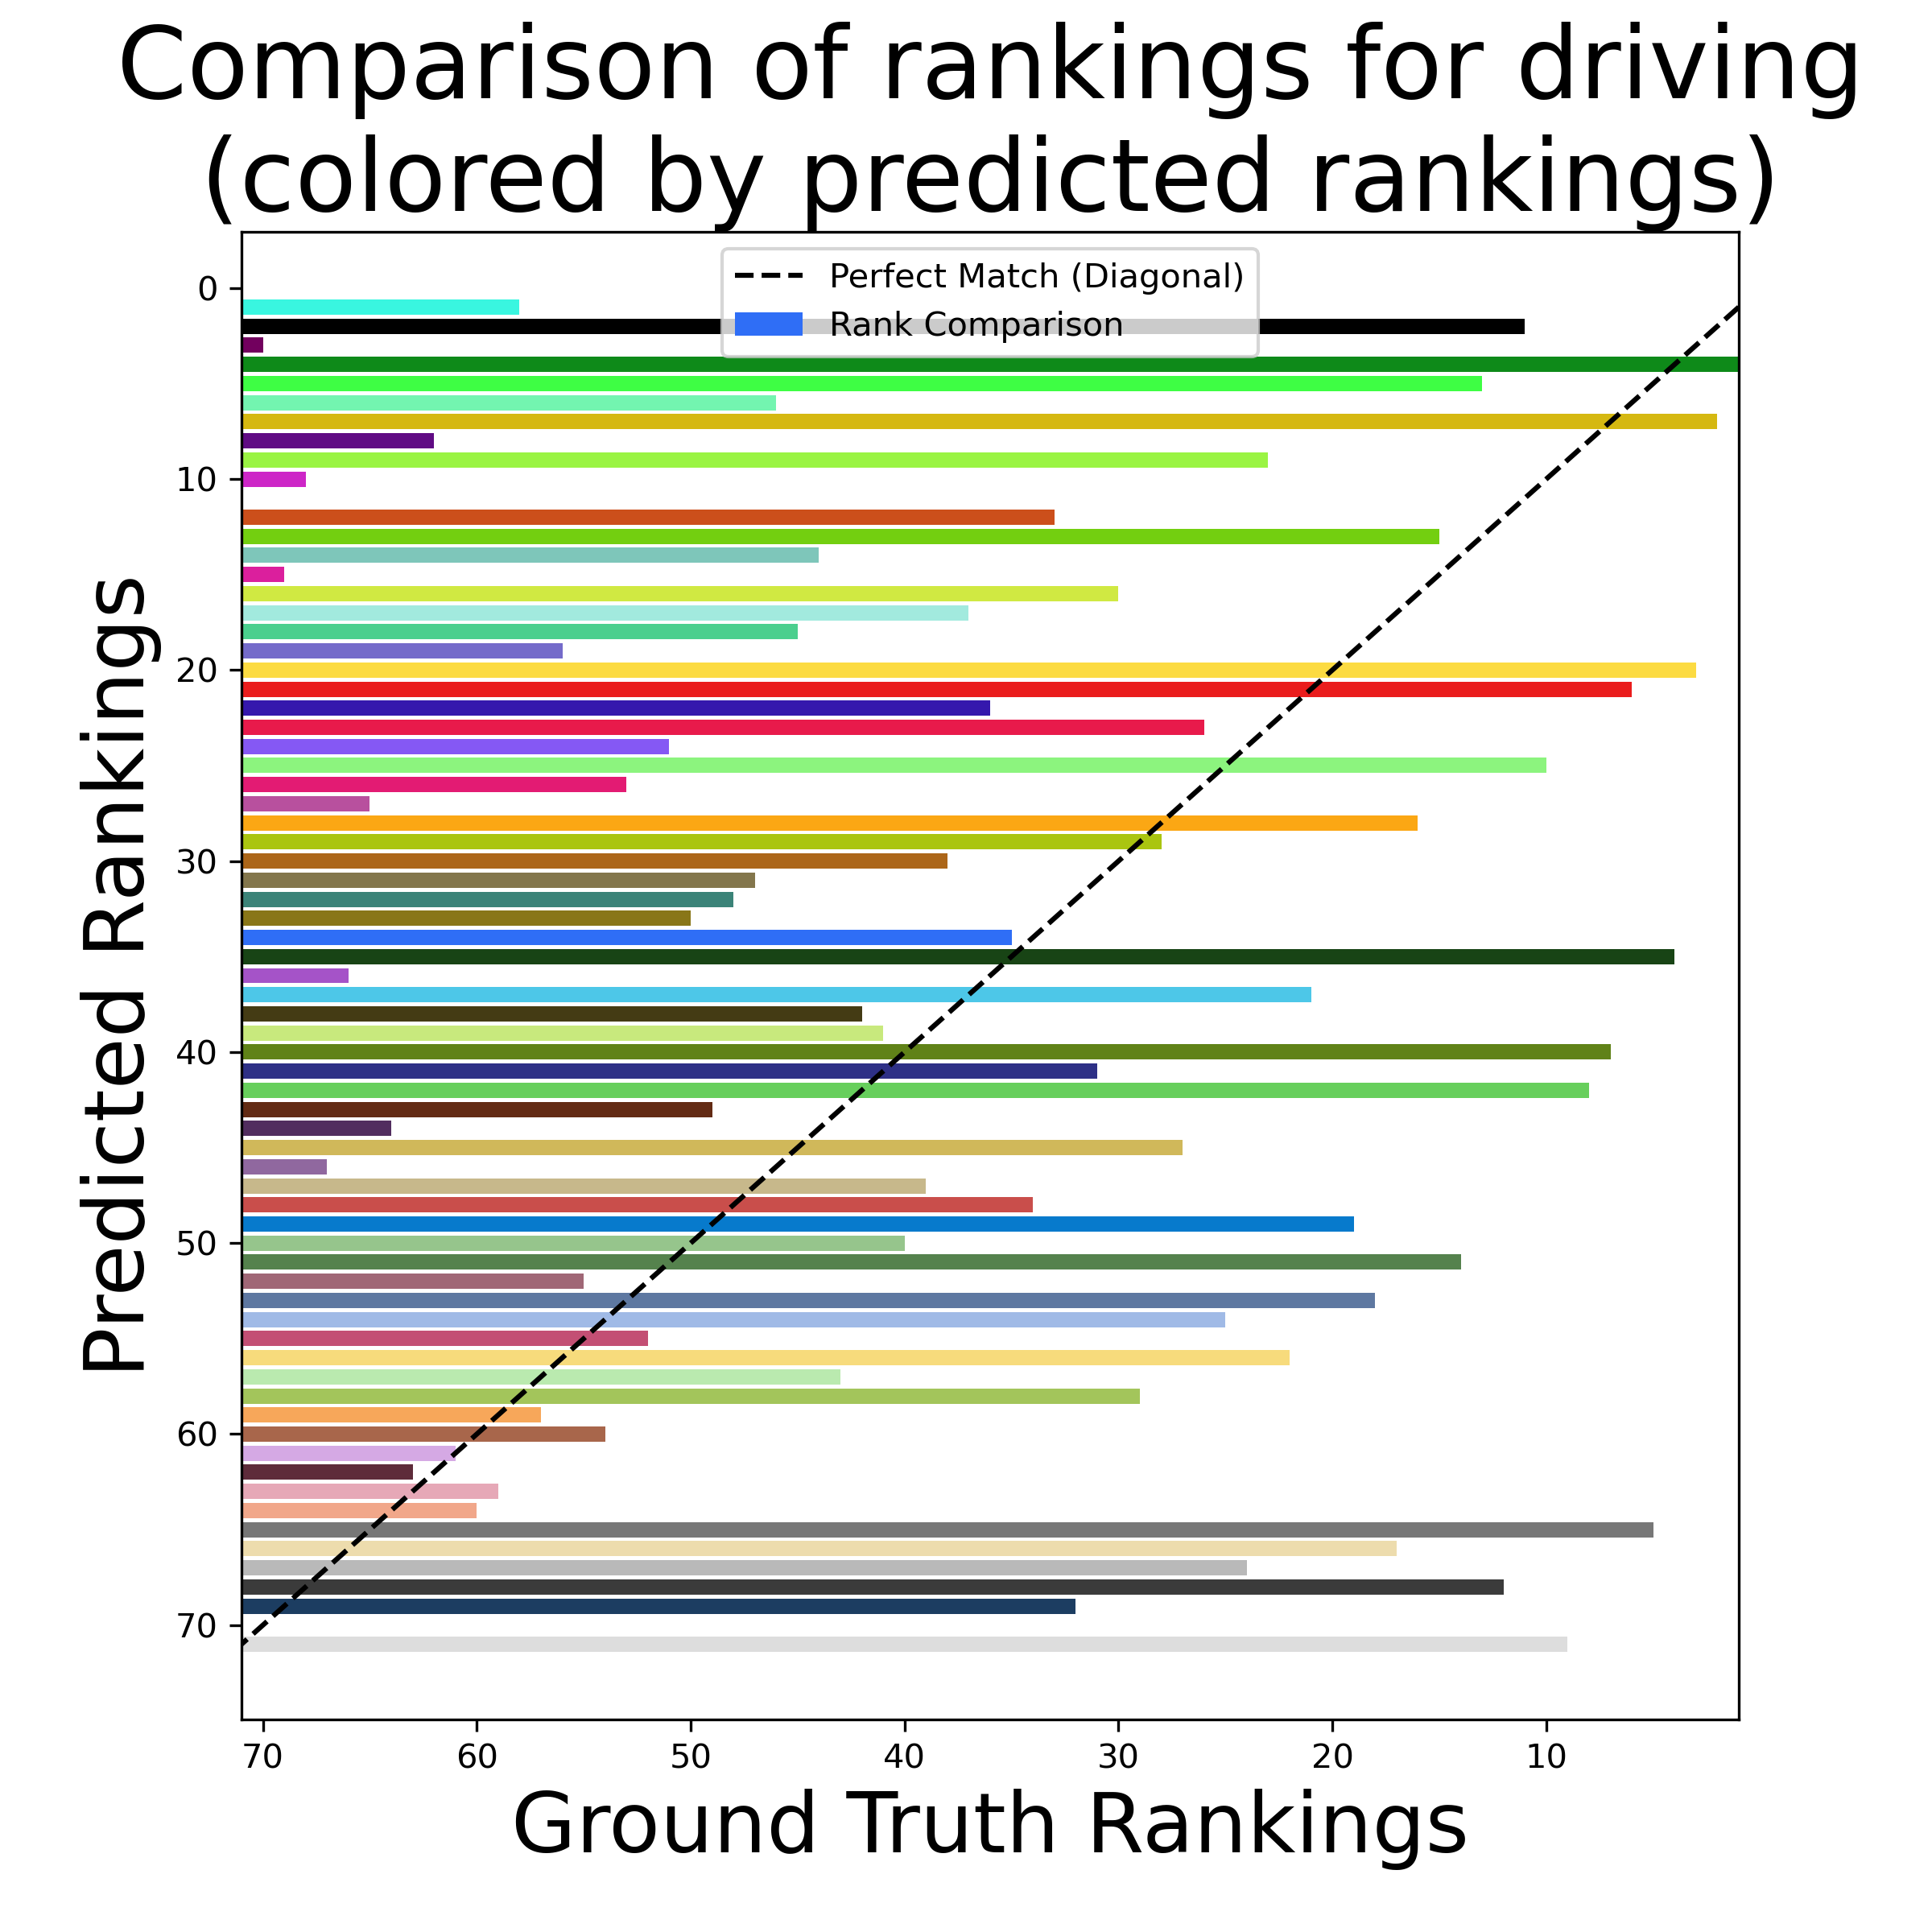 Comparison of rankings for driving
(colored by predicted rankings)
Perfect Match (Diagonal)
Rank Comparison
Predicted Rankings
0
10
20
30
40
50
60
70
70
60
50
40
30
20
10
Ground Truth Rankings